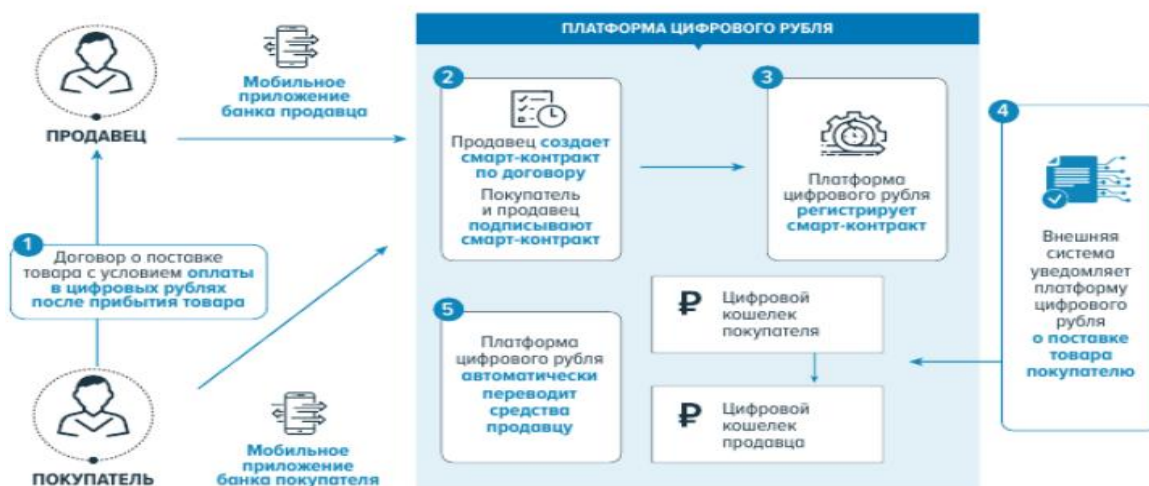 ПЛАТФОРМА ЦИФРОВОГО РУБЛЯ
ПРОДАВЕЦ
Мобильное
приложение
банка продавца
1
Договор о поставке
товара с условием оплаты
в цифровых рублях
после прибытия товара
ПОКУПАТЕЛЬ
Мобильное
приложение
банка покупателя
2
Продавец создает
смарт-контракт
по договору
Покупатель
и продавец
подписывают
смарт-контракт
3
Платформа
цифрового рубля
регистрирует
смарт-контракт
4
Внешняя
система
уведомляет
платформу
цифрового
рубля
о поставке
товара
покупателю
5
Платформа
цифрового рубля
автоматически
переводит
средства
продавцу
₽
Цифровой
кошелек
покупателя
₽
Цифровой
кошелек
продавца